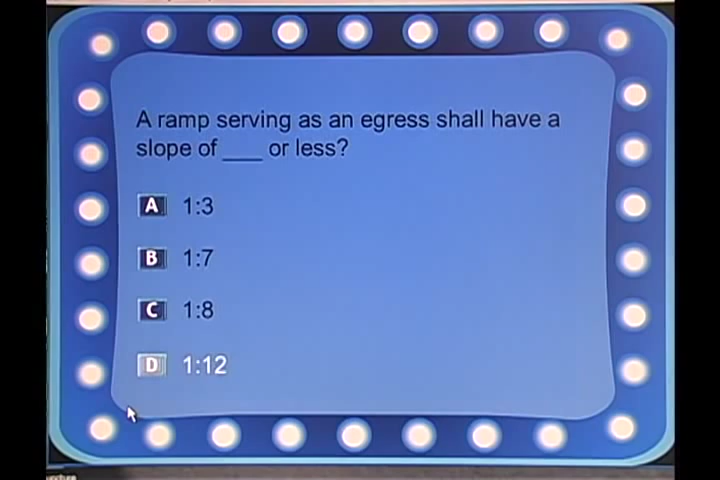 A ramp serving as an egress shall have a
slope of ___ or less?
A 1:3
B 1:7
C 1:8
D 1:12